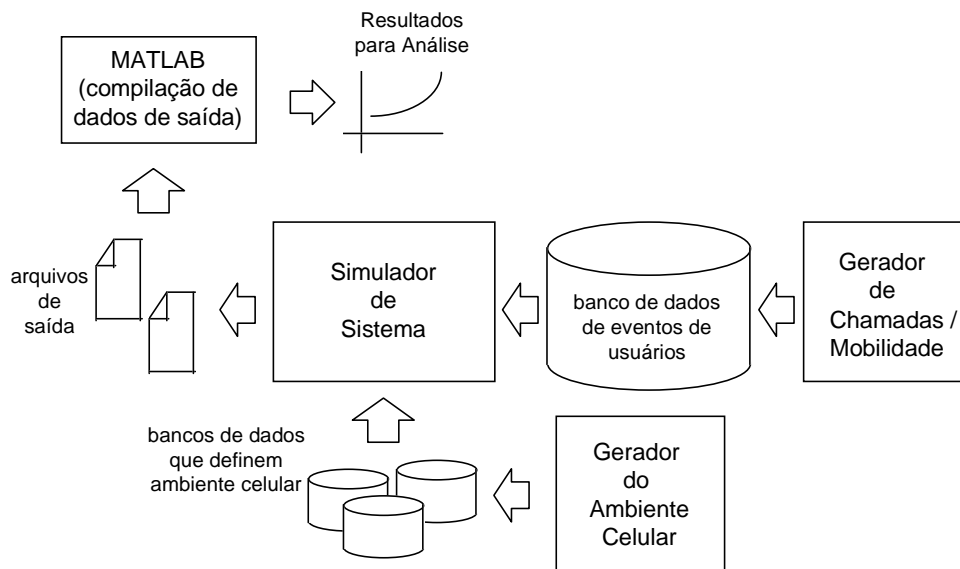 Resultados
para Análise
MATLAB
(compilação de
dados de saída)
arquivos
de
saída
Simulador
de
Sistema
banco de dados
de eventos de
usuários
Gerador
de
Chamadas /
Mobilidade
bancos de dados
que definem
ambiente celular
Gerador
do
Ambiente
Celular